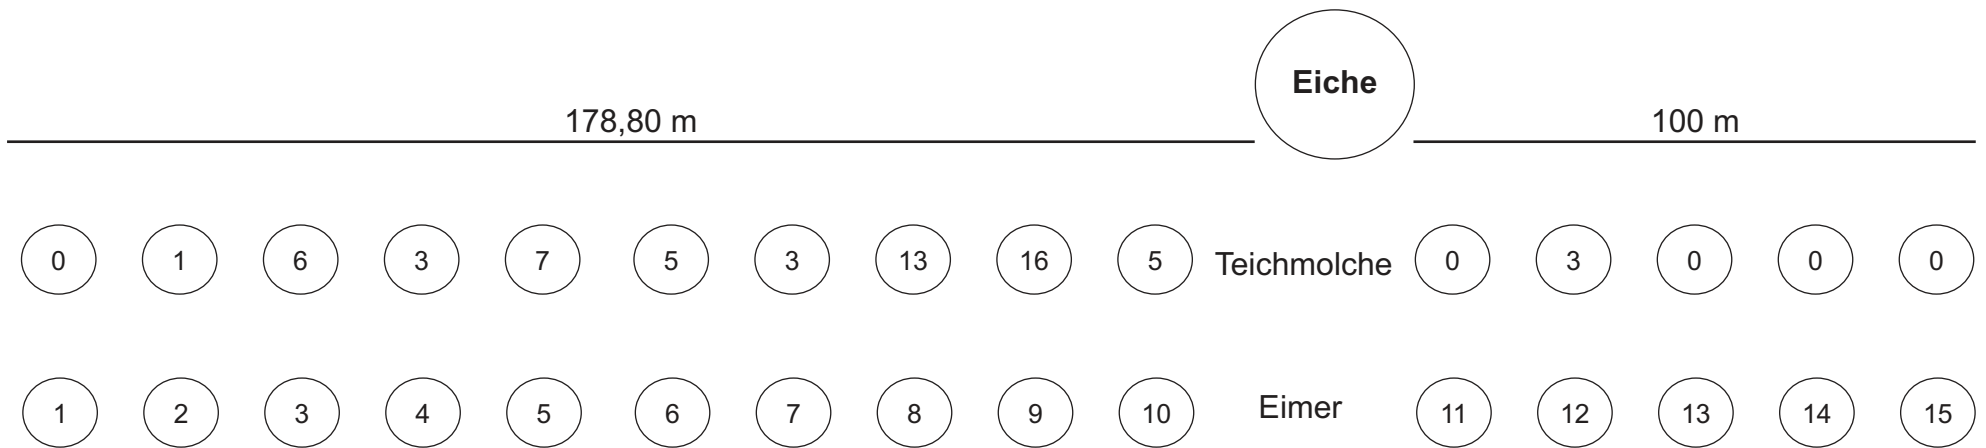 Eiche
178,80 m 100 m
0 1 6 3 7 5 3 13 16 5 Teichmolche 0 3 0 0 0
1 2 3 4 5 6 7 8 9 10 Eimer 11 12 13 14 15